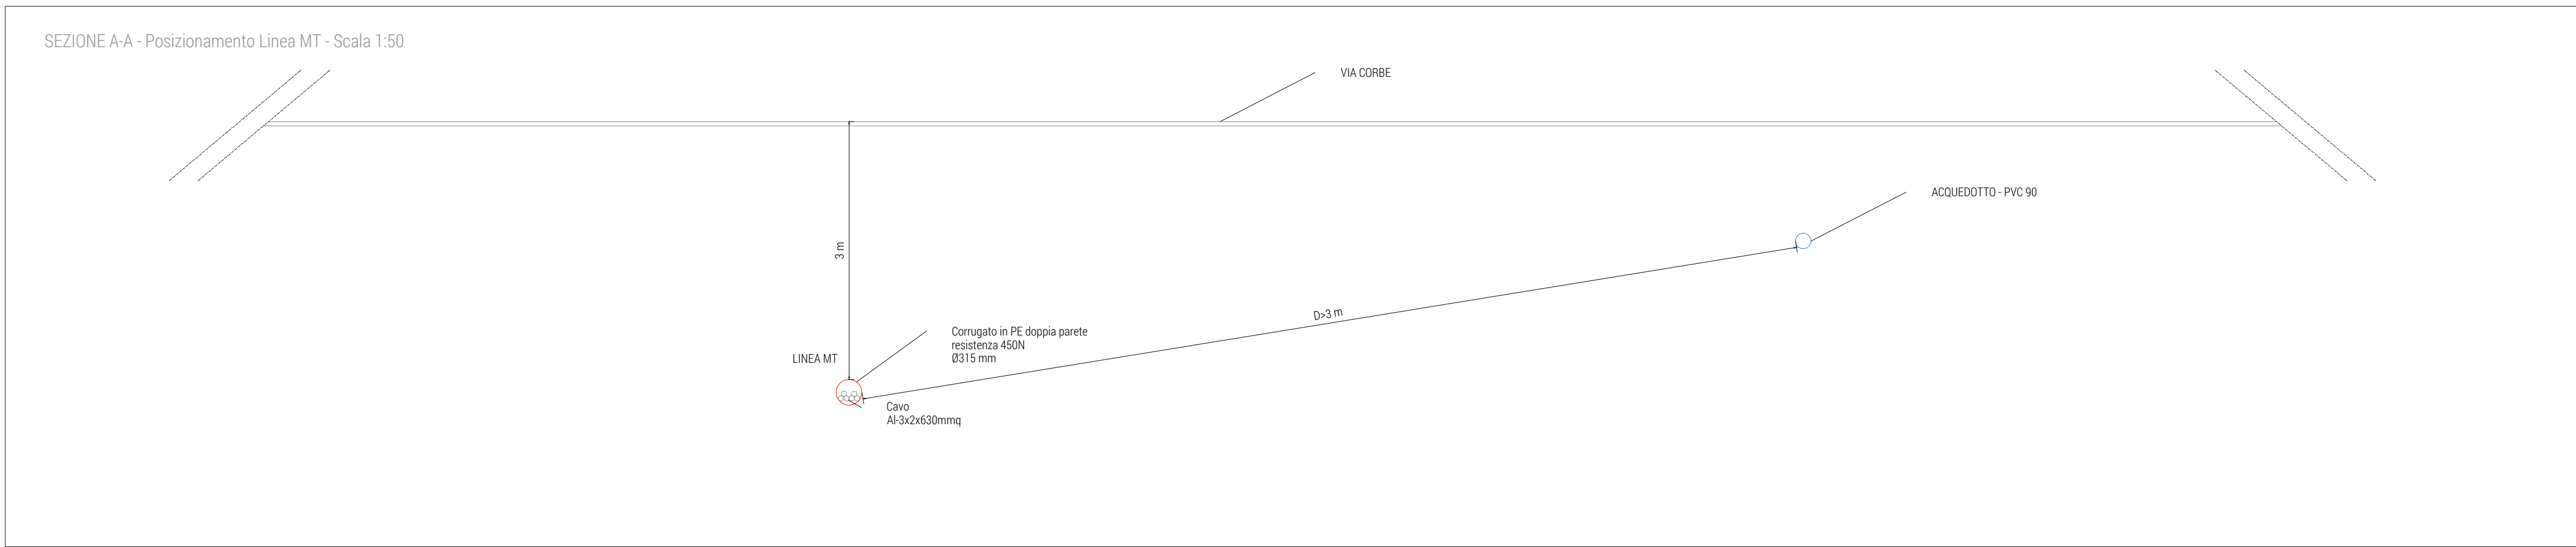 SEZIONE A-A - Posizionamento Linea MT - Scala 1:50
VIA CORBE
ACQUEDOTTO - PVC 90
3 m
D>3 m
Corrugato in PE doppia parete
resistenza 450N
Ø315 mm
LINEA MT
Cavo
Al-3x2x630mmq